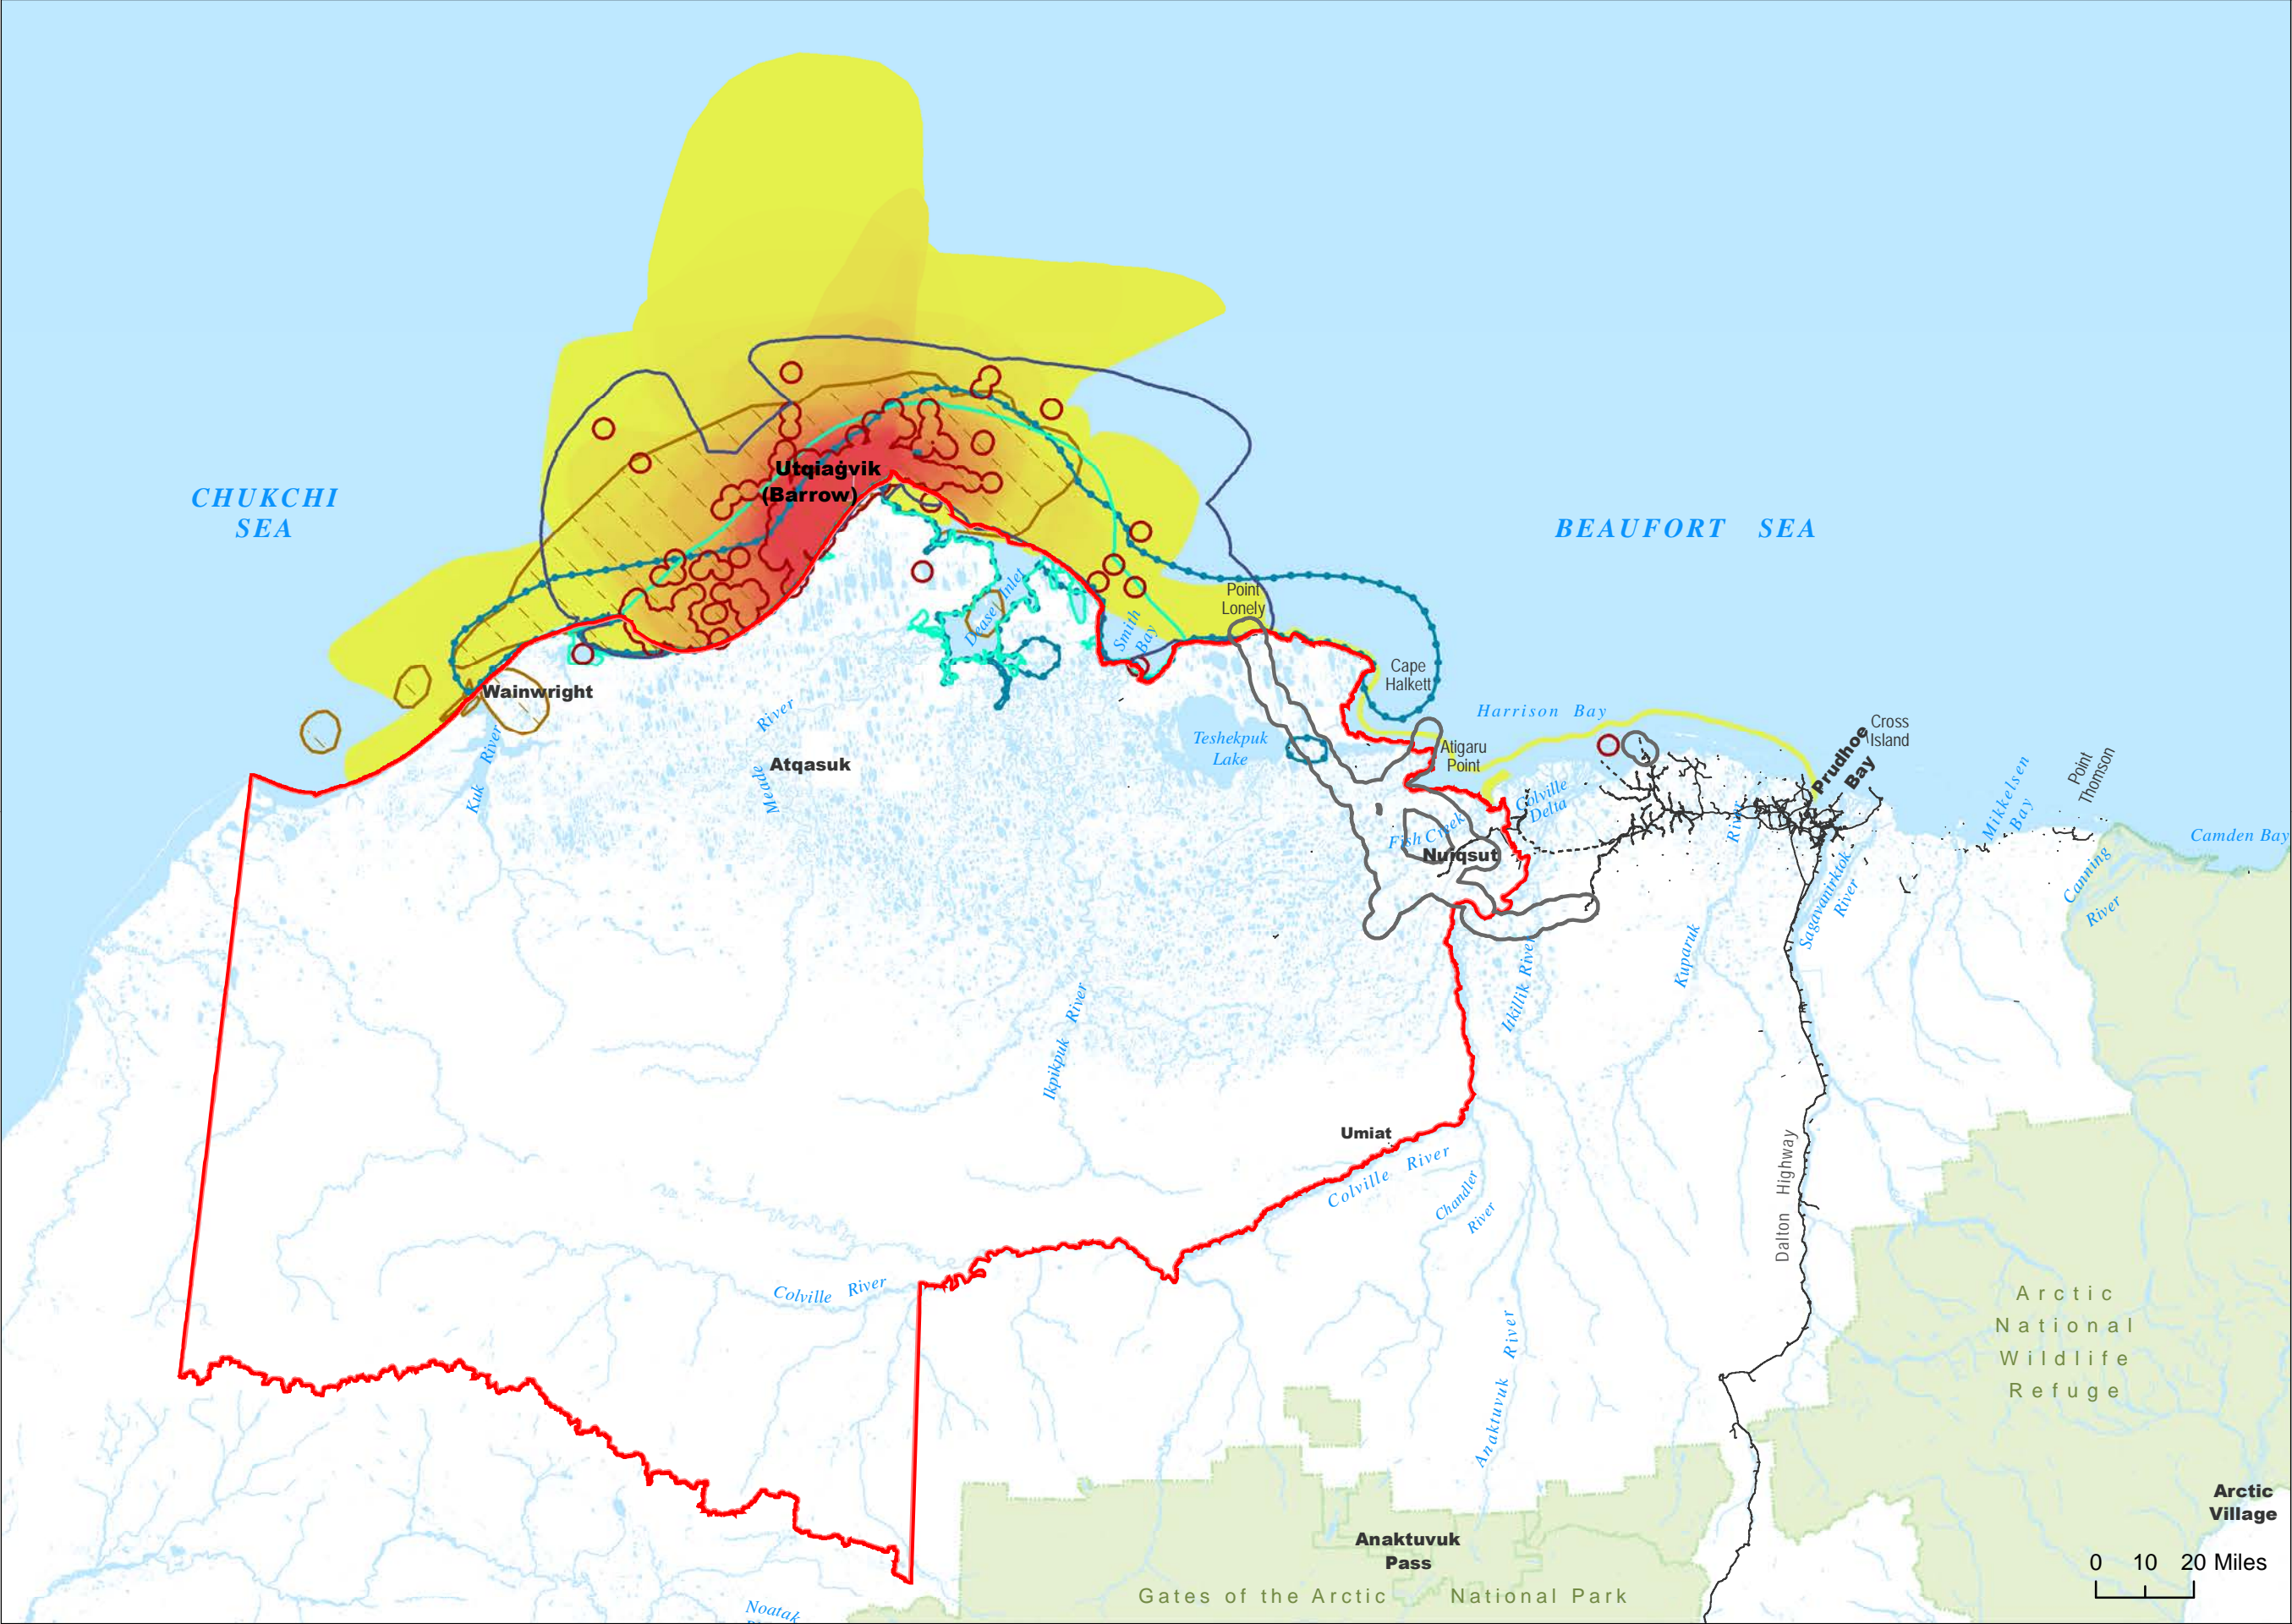 Utqiaġvik
(Barrow)
CHUKCHI
SEA
BEAUFORT SEA
Point
Lonely
Dease Inlet
Smith
Bay
Cape
Halkett
Wainwright
Harrison Bay
Cross
Island
Prudhoe
Bay
Kuk River
Meade River
Atqasuk
Teshekpuk
Lake
Atigaru
Point
Point
Thomson
Mikkelsen
Bay
Colville
Delta
Fish Creek
Nuiqsut
River
Camden Bay
Canning
River
Sagavanirktok
River
Kuparuk
Itkillik River
Ikpikpuk River
Umiat
Colville River
Chandler
River
Dalton Highway
Colville River
Anaktuvuk River
Arctic
National
Wildlife
Refuge
Arctic
Village
Anaktuvuk
Pass
0 10 20 Miles
Gates of the Arctic National Park
Noatak